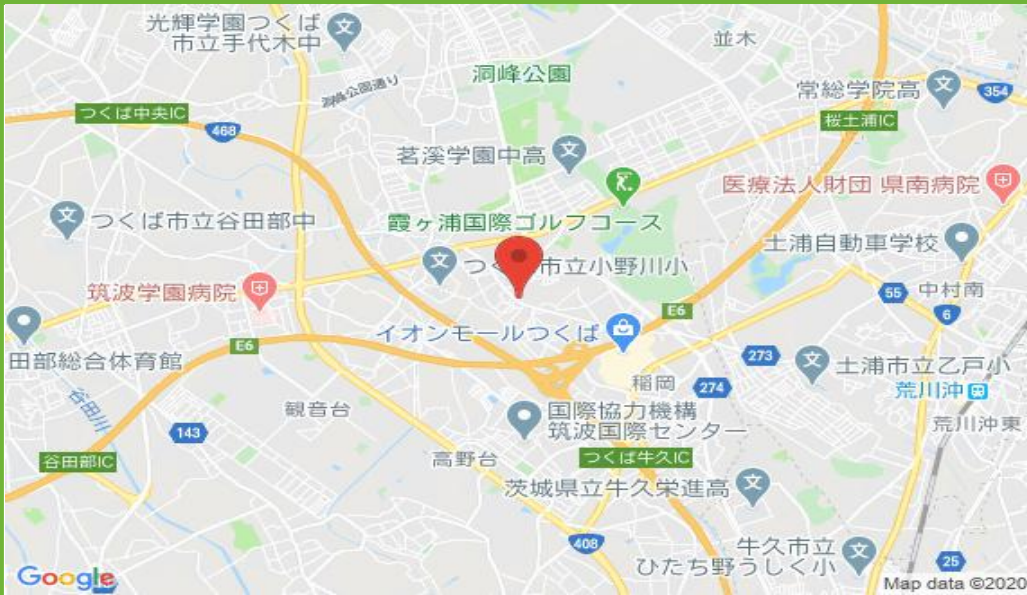 光輝学園つくば
市立手代木中
並木
洞峰公園
洞峰公園通り
常総学院高
354
つくば中央IC
468
桜土浦IC
茗溪学園中高
医療法人財団 県南病院
つくば市立谷田部中
霞ヶ浦国際ゴルフコース
土浦自動車学校
つく
市立小野川小
筑波学園病院
55
中村南
6
E6
イオンモールつくば
E6
田部総合体育館
273
土浦市立乙戸小
稲岡
274
荒川沖
谷田川
観音台
国際協力機構
筑波国際センター
荒川沖東
143
谷田部IC
高野台
つくば牛久IC
茨城県立牛久栄進高
408
牛久市立
ひたち野うしく小
25
Google
Map data ©2020